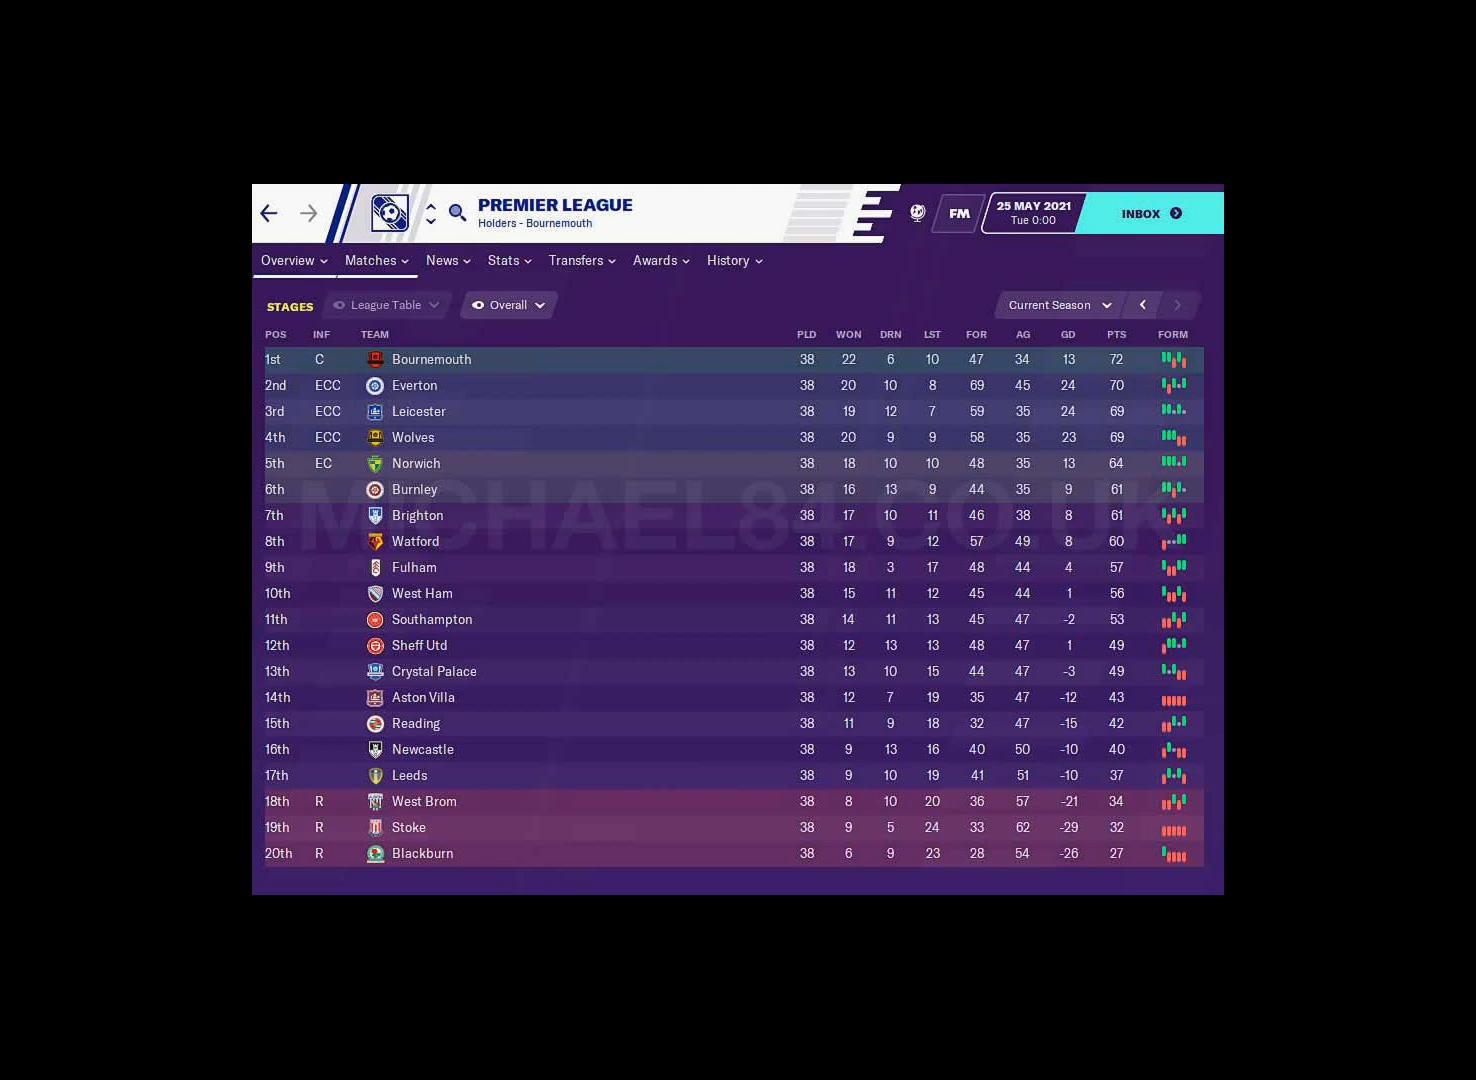 PREMIER LEAGUE
Holders - Bournemouth
FM
25 MAY 2021
Tue 0:00
INBOX
Overview Matches News Stats Transfers Awards History
STAGES League Table Overall Current Season
POS INF TEAM PLD WON DRN LST FOR AG GD PTS FORM
1st C Bournemouth 38 22 6 10 47 34 13 72
2nd ECC Everton 38 20 10 8 69 45 24 70
3rd ECC Leicester 38 19 12 7 59 35 24 69
4th ECC Wolves 38 20 9 9 58 35 23 69
5th EC Norwich 38 18 10 10 48 35 13 64
6th Burnley 38 16 13 9 44 35 9 61
MICHAEL84.CO.UK
7th Brighton 38 17 10 11 46 38 8 61
8th Watford 38 17 9 12 57 49 8 60
9th Fulham 38 18 3 17 48 44 4 57
10th West Ham 38 15 11 12 45 44 1 56
11th Southampton 38 14 11 13 45 47 -2 53
12th Sheff Utd 38 12 13 13 48 47 1 49
13th Crystal Palace 38 13 10 15 44 47 -3 49
14th Aston Villa 38 12 7 19 35 47 -12 43
15th Reading 38 11 9 18 32 47 -15 42
16th Newcastle 38 9 13 16 40 50 -10 40
17th Leeds 38 9 10 19 41 51 -10 37
18th R West Brom 38 8 10 20 36 57 -21 34
19th R Stoke 38 9 5 24 33 62 -29 32
20th R Blackburn 38 6 9 23 28 54 -26 27